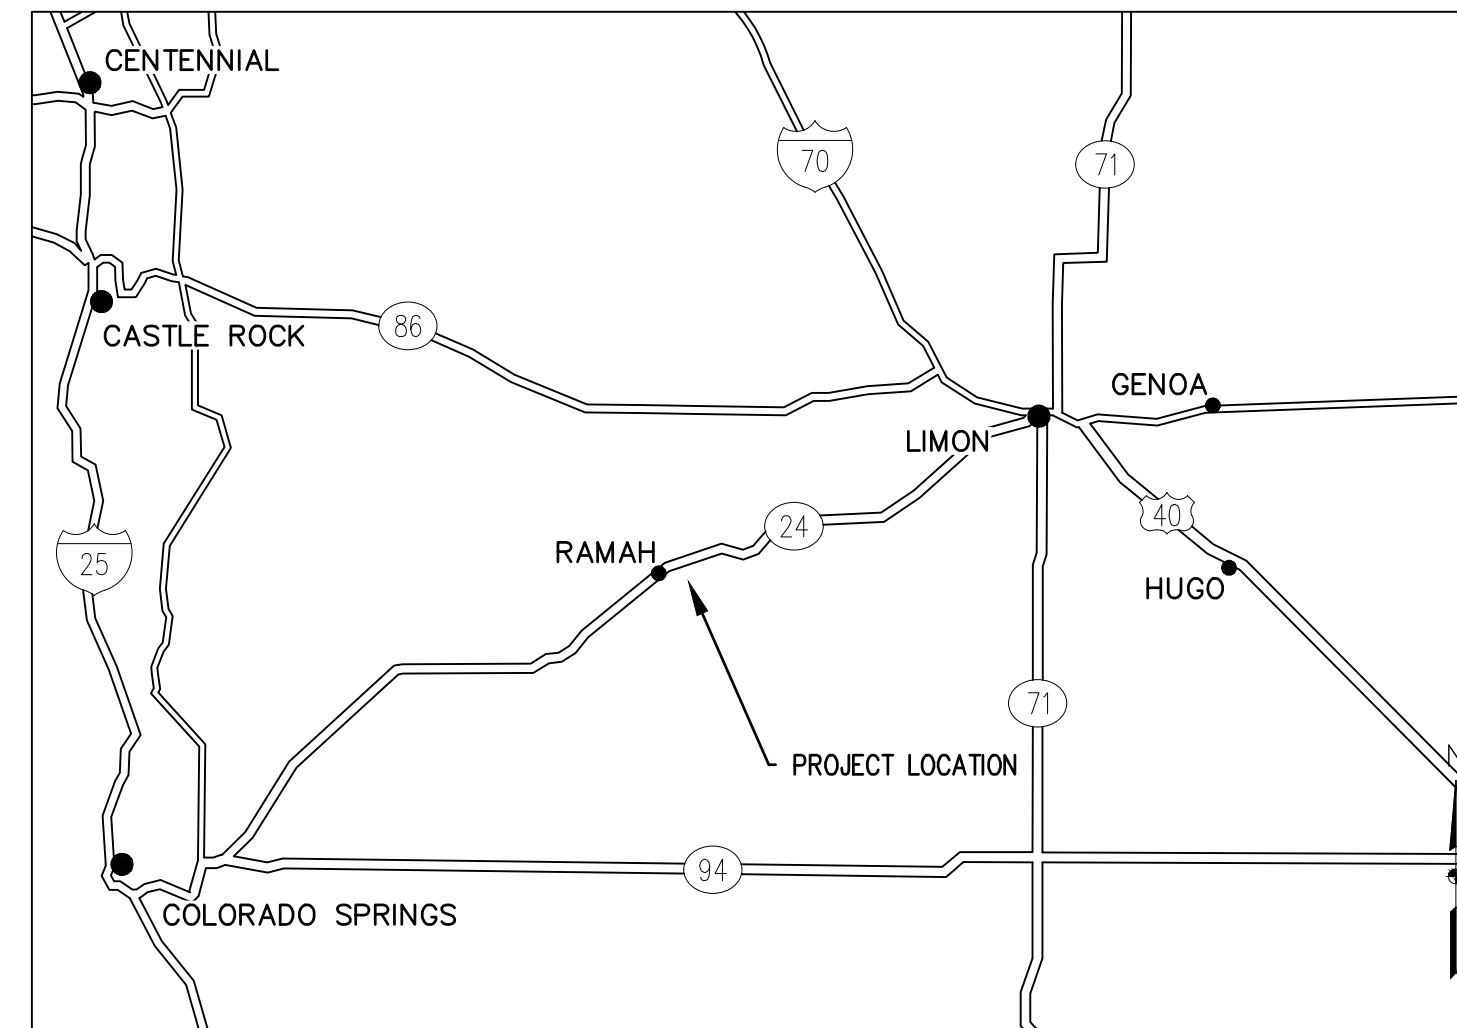 CENTENNIAL
70
71
86
CASTLE ROCK
GENOA
LIMON
40
24
RAMAH
25
HUGO
71
PROJECT LOCATION
94
COLORADO SPRINGS